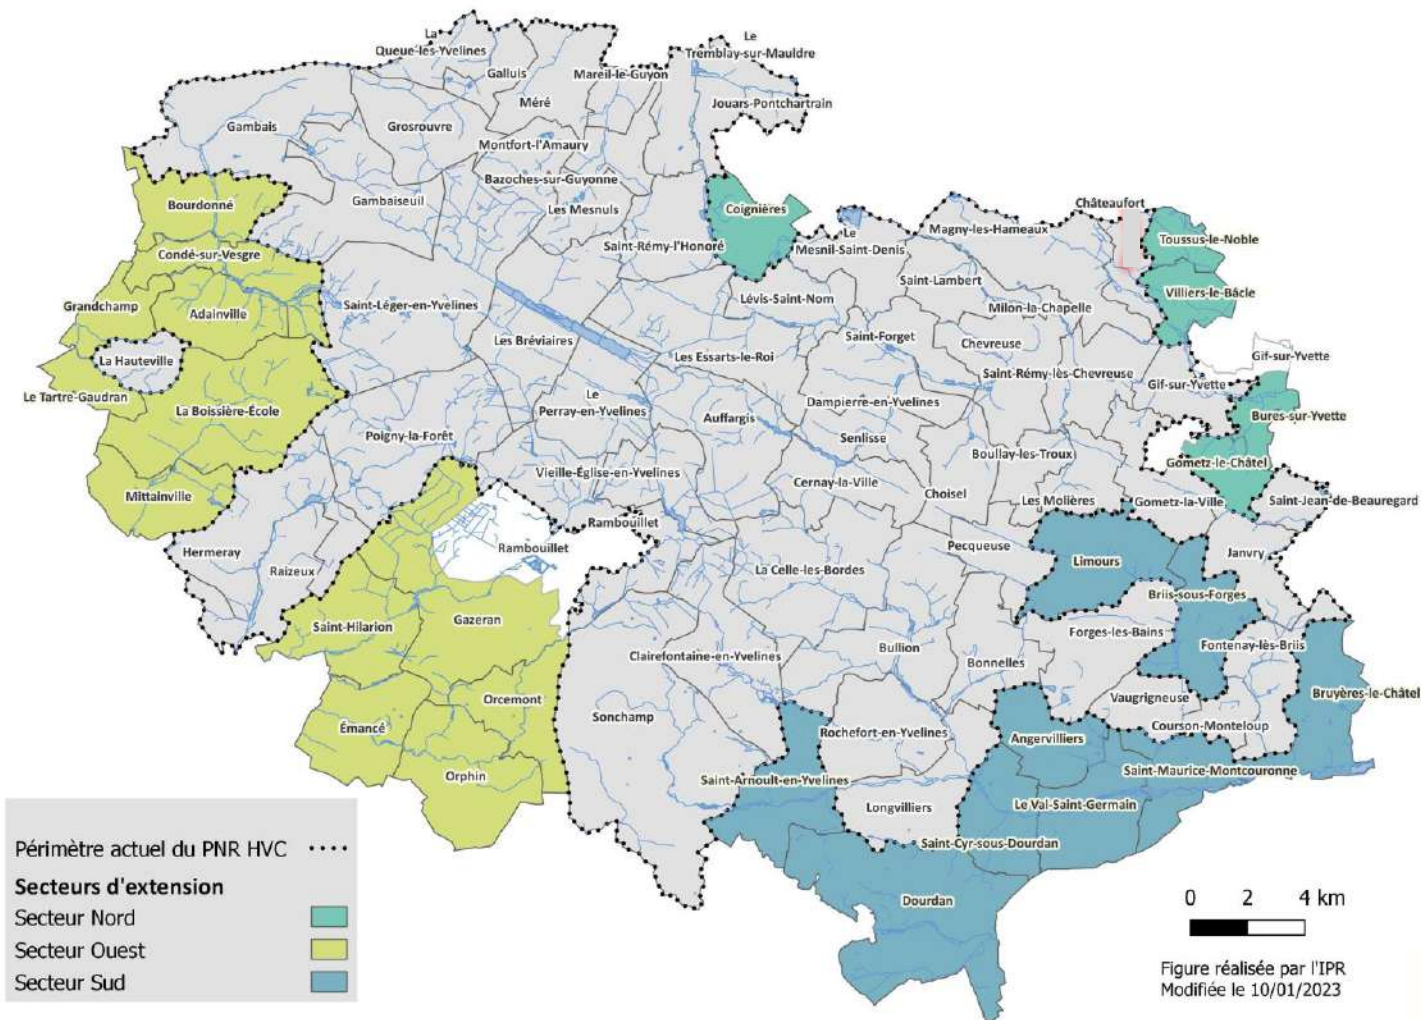 La
Queue-les-Yvelines
Galluis
Mareil-le-Guyon
Le
Tremblay-sur-Mauldre
Méré
Jouars-Pontchartrain
Gambais
Grosrouvre
Montfort-l'Amaury
Bazoches-sur-Guyonne
Bourdonné
Gambaiseuil
Les Mesnuls
Coignières
Châteaufort
Condé-sur-Vesgre
Saint-Rémy-l'Honoré
Le
Mesnil-Saint-Denis
Magny-les-Hameaux
Toussus-le-Noble
Saint-Lambert
Villiers-le-Bâcle
Grandchamp
Adainville
Saint-Léger-en-Yvelines
Lévis-Saint-Nom
Milon-la-Chapelle
La Hauteville
Les Bréviaires
Les Essarts-le-Roi
Saint-Forget
Chevreuse
Gif-sur-Yvette
Saint-Rémy-lès-Chevreuse
Gif-sur-Yvette
Le Tartre-Gaudran
La Boissière-École
Le
Perray-en-Yvelines
Auffargis
Dampierre-en-Yvelines
Bures-sur-Yvette
Poigny-la-Forêt
Senlisse
Boullay-les-Troux
Gometz-le-Châtel
Mittainville
Vieille-Église-en-Yvelines
Cernay-la-Ville
Choisel
Les Molières
Gometz-la-Ville
Saint-Jean-de-Beauregard
Rambouillet
Hermeray
Rambouillet
Pecqueuse
Janvry
Raizeux
La Celle-les-Bordes
Limours
Briis-sous-Forges
Saint-Hilarion
Gazeran
Forges-les-Bains
Fontenay-lès-Briis
Clairefontaine-en-Yvelines
Bullion
Bonnelles
Orcemont
Vaugrigneuse
Bruyères-le-Châtel
Émancé
Sonchamp
Rochefort-en-Yvelines
Angervilliers
Courson-Monteloup
Orphin
Saint-Arnoult-en-Yvelines
Saint-Maurice-Montcouronne
Longvilliers
Le Val-Saint-Germain
Saint-Cyr-sous-Dourdan
Dourdan
Périmètre actuel du PNR HVC
Secteurs d'extension
Secteur Nord
Secteur Ouest
Secteur Sud
0 2 4 km
Figure réalisée par l'IPR
Modifiée le 10/01/2023